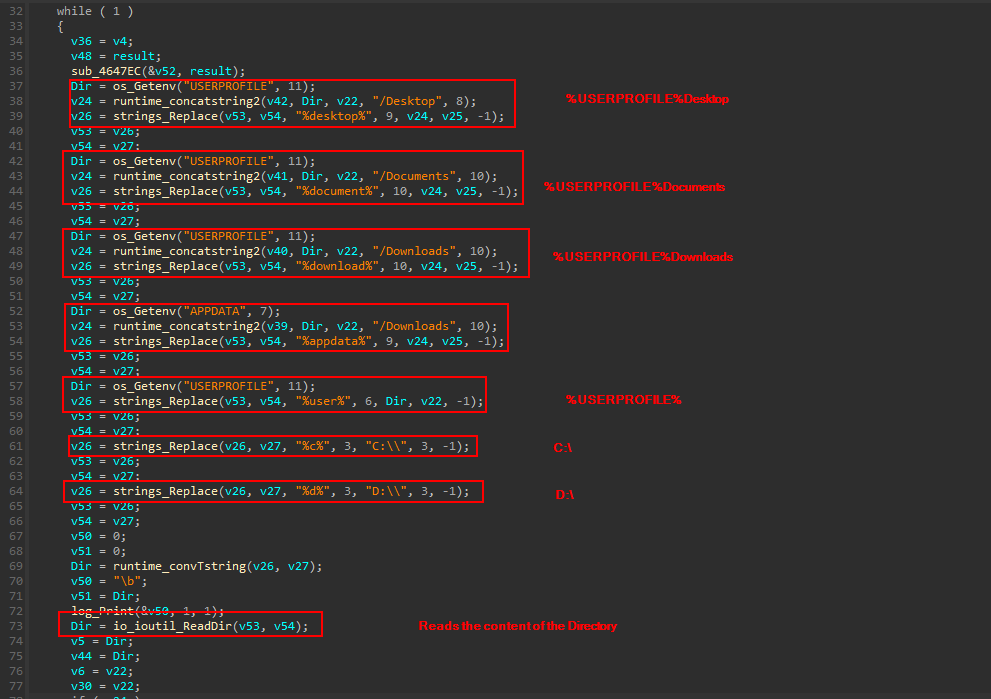 32 while ( 1 )
33 {
34 v36 = v4;
35 v48 = result;
36 sub_4647EC(&v52, result);
37 Dir = os_Getenv("USERPROFILE", 11);
38 v24 = runtime_concatstring2(v42, Dir, v22, "/Desktop", 8); %USERPROFILE%Desktop
39 v26 = strings_Replace(v53, v54, "%desktop%", 9, v24, v25, -1);
40 v53 = v26;
41 v54 = v27;
42 Dir = os_Getenv("USERPROFILE", 11);
43 v24 = runtime_concatstring2(v41, Dir, v22, "/Documents", 10); %USERPROFILE%Documents
44 v26 = strings_Replace(v53, v54, "%document%", 10, v24, v25, -1);
45 v53 = v26;
46 v54 = v27;
47 Dir = os_Getenv("USERPROFILE", 11);
48 v24 = runtime_concatstring2(v40, Dir, v22, "/Downloads", 10); %USERPROFILE%Downloads
49 v26 = strings_Replace(v53, v54, "%download%", 10, v24, v25, -1);
50 v53 = v26;
51 v54 = v27;
52 Dir = os_Getenv("APPDATA", 7);
53 v24 = runtime_concatstring2(v39, Dir, v22, "/Downloads", 10);
54 v26 = strings_Replace(v53, v54, "%appdata%", 9, v24, v25, -1);
55 v53 = v26;
56 v54 = v27;
57 Dir = os_Getenv("USERPROFILE", 11);
58 v26 = strings_Replace(v53, v54, "%user%", 6, Dir, v22, -1); %USERPROFILE%
59 v53 = v26;
60 v54 = v27;
61 v26 = strings_Replace(v26, v27, "%c%", 3, "C:\\", 3, -1); C:\
62 v53 = v26;
63 v54 = v27;
64 v26 = strings_Replace(v26, v27, "%d%", 3, "D:\\", 3, -1); D:\
65 v53 = v26;
66 v54 = v27;
67 v50 = 0;
68 v51 = 0;
69 Dir = runtime_convTstring(v26, v27);
70 v50 = "\b";
71 v51 = Dir;
72 log_Print(&v50, 1, 1);
73 Dir = io_ioutil_ReadDir(v53, v54); Reads the content of the Directory
74 v5 = Dir;
75 v44 = Dir;
76 v6 = v22;
77 v30 = v22;